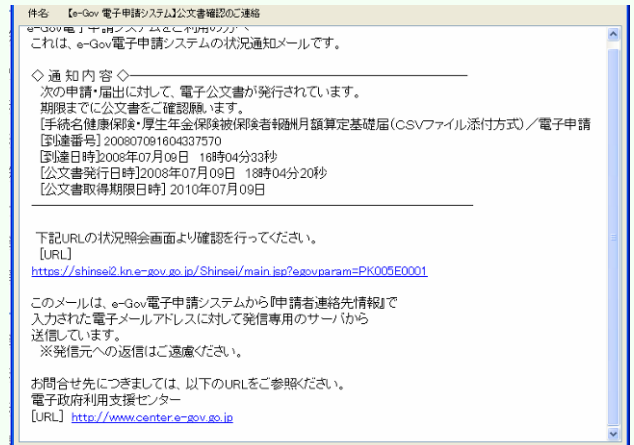 件名: 【e-Gov 電子申請システム】公文書確認のご連絡
e-Gov電子申請システムをご利用の方へ
これは、e-Gov電子申請システムの状況通知メールです。
◇ 通 知 内 容 ◇
次の申請・届出に対して、電子公文書が発行されています。
期限までに公文書をご確認願います。
[手続名健康保険・厚生年金保険被保険者報酬月額算定基礎届(CSVファイル添付方式)/電子申請
[到達番号] 200807091604337570
[到達日時]2008年07月09日 16時04分33秒
[公文書発行日時]2008年07月09日 18時04分20秒
[公文書取得期限日時] 2010年07月09日
下記URLの状況照会画面より確認を行ってください。
[URL]
https://shinsei2.kn.e-gov.go.jp/Shinsei/main.jsp?egovparam=PK005E0001
このメールは、e-Gov電子申請システムから『申請者連絡先情報』で
入力された電子メールアドレスに対して発信専用のサーバから
送信しています。
※発信元への返信はご遠慮ください。
お問合せ先につきましては、以下のURLをご参照ください。
電子政府利用支援センター
[URL] http://www.center.e-gov.go.jp